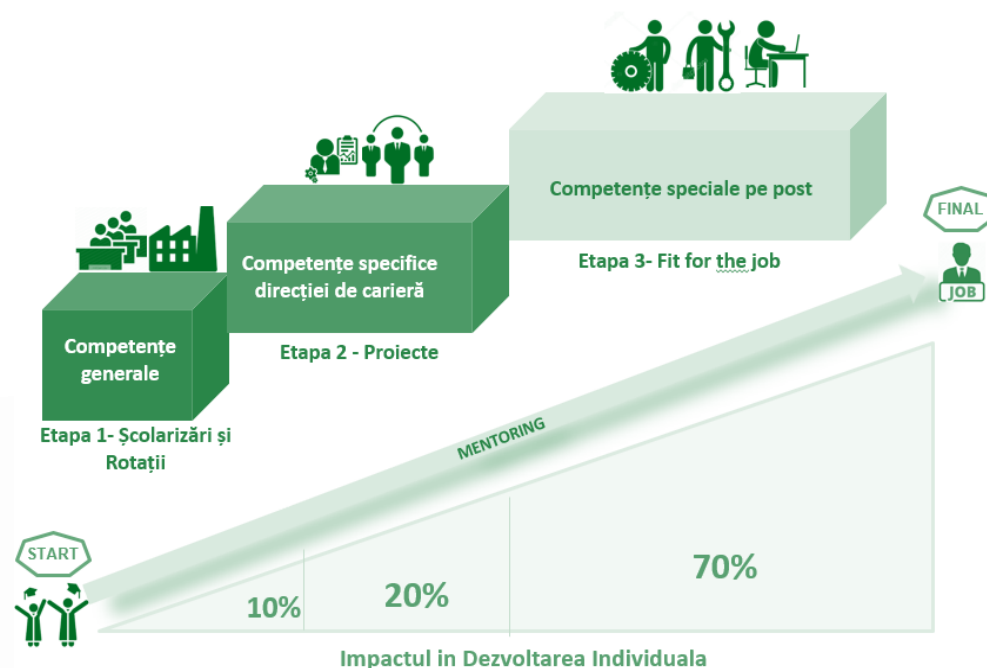 Competențe speciale pe post
FINAL
Etapa 3- Fit for the job
JOB
Competențe specifice
direcției de carieră
Etapa 2 - Proiecte
Competențe
generale
Etapa 1- Școlarizări și
Rotații
MENTORING
START
10%
20%
70%
Impactul in Dezvoltarea Individuala